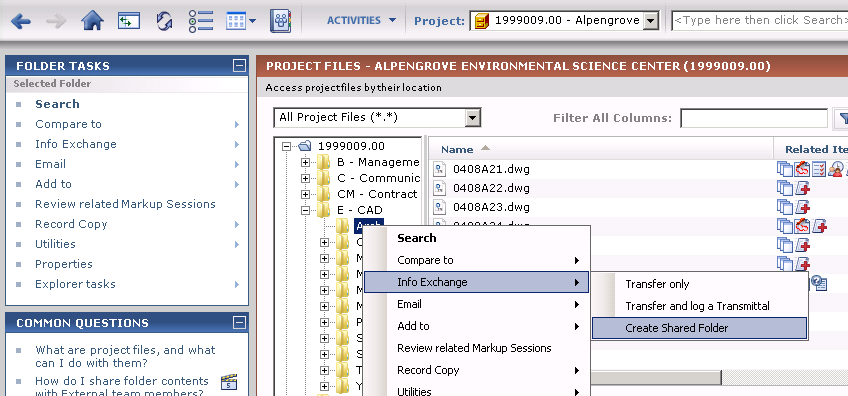 ACTIVITIES
Project: 1999009.00 - Alpengrove
<Type here then click Search>
FOLDER TASKS
Selected Folder
Search
Compare to
Info Exchange
Email
Add to
Review related Markup Sessions
Record Copy
Utilities
Properties
Explorer tasks
COMMON QUESTIONS
What are project files, and what
can I do with them?
How do I share folder contents
with External team members?
PROJECT FILES - ALPENGROVE ENVIRONMENTAL SCIENCE CENTER (1999009.00)
Access project files by their location
All Project Files (*.*)
Filter All Columns:
1999009.00
B - Manageme
C - Communic
CM - Contract
E - CAD
Name
Related Ite
0408A21.dwg
0408A22.dwg
0408A23.dwg
Search
Compare to
Info Exchange
Email
Add to
Review related Markup Sessions
Record Copy
Utilities
Transfer only
Transfer and log a Transmittal
Create Shared Folder